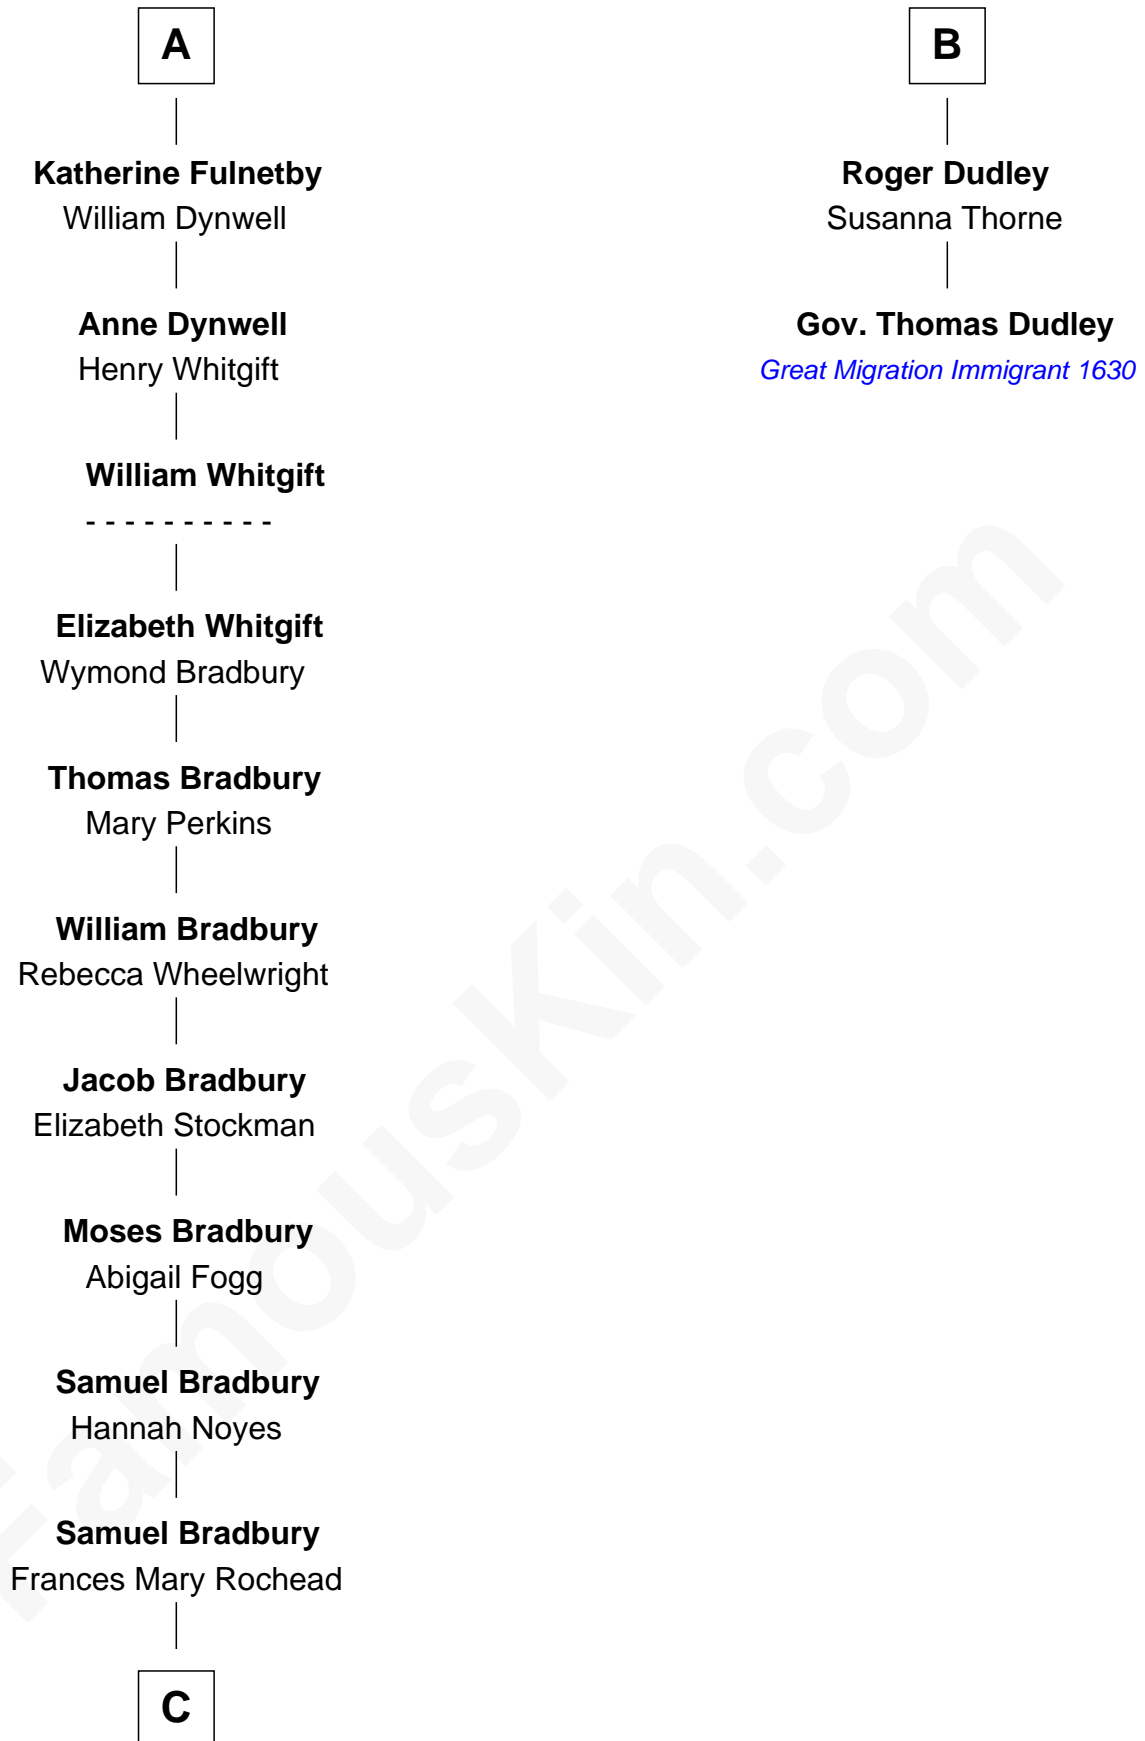 A
Katherine Fulnetby
William Dynwell
Anne Dynwell
Henry Whitgift
William Whitgift
- - - - - - - - - -
Elizabeth Whitgift
Wymond Bradbury
Thomas Bradbury
Mary Perkins
William Bradbury
Rebecca Wheelwright
Jacob Bradbury
Elizabeth Stockman
Moses Bradbury
Abigail Fogg
Samuel Bradbury
Hannah Noyes
Samuel Bradbury
Frances Mary Rochead
C
B
Roger Dudley
Susanna Thorne
Gov. Thomas Dudley
Great Migration Immigrant 1630
FamousKin.com